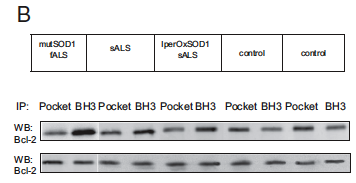 B
mutSOD1 sALS IperOxSOD1 control control
fALS sALS
IP: Pocket BH3 Pocket BH3 Pocket BH3 Pocket BH3 Pocket BH3
WB:
Bcl-2
WB:
Bcl-2